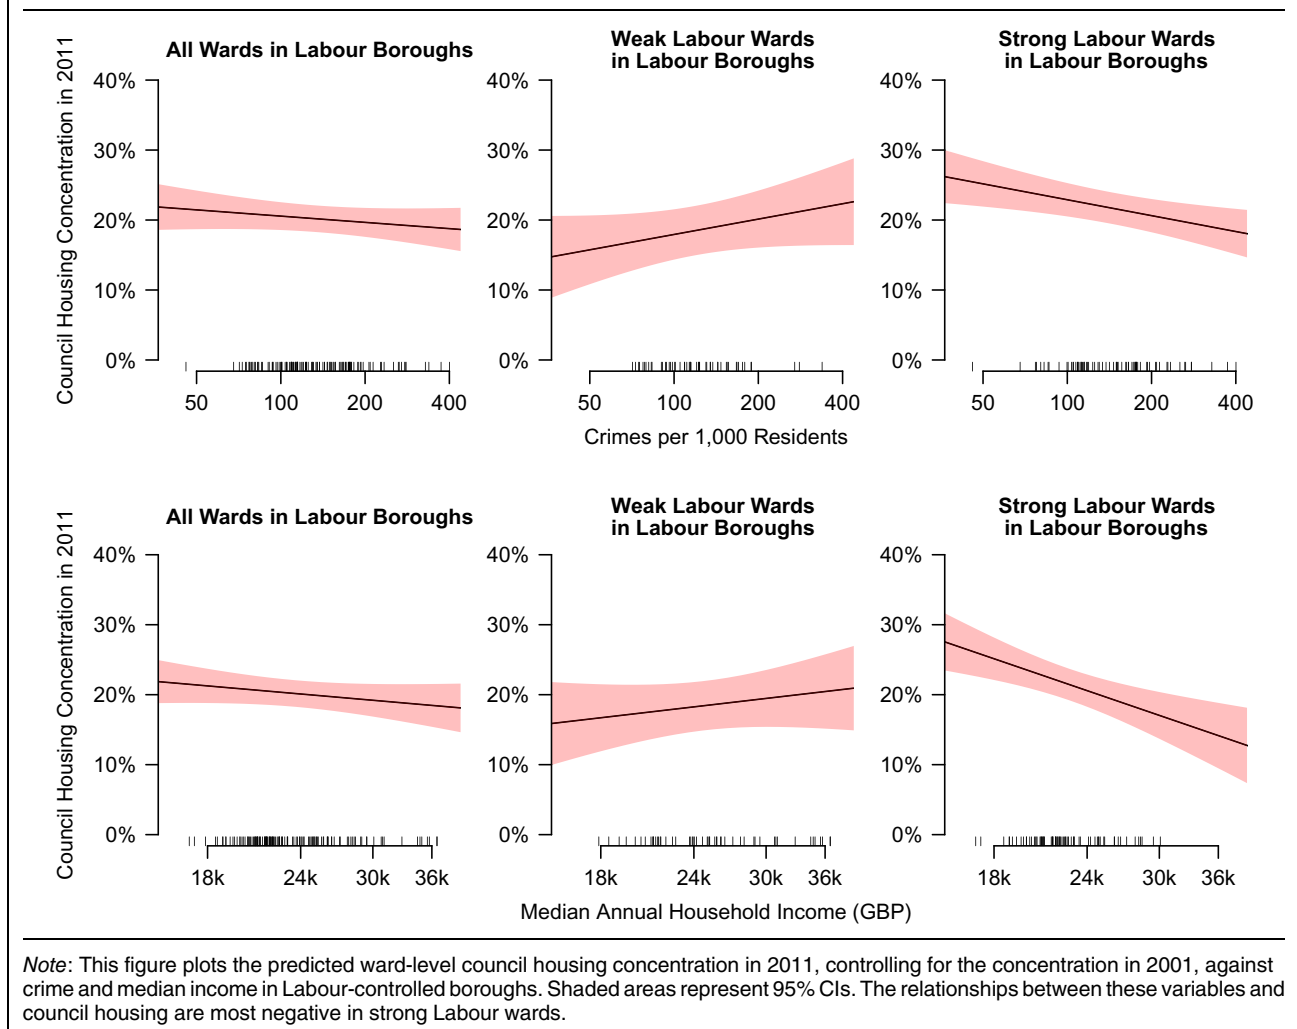 All Wards in Labour Boroughs
Weak Labour Wards
in Labour Boroughs
Strong Labour Wards
in Labour Boroughs
Council Housing Concentration in 2011
40%
30%
20%
10%
0%
40%
30%
20%
10%
0%
40%
30%
20%
10%
0%
50 100 200 400
50 100 200 400
50 100 200 400
Crimes per 1,000 Residents
All Wards in Labour Boroughs
Weak Labour Wards
in Labour Boroughs
Strong Labour Wards
in Labour Boroughs
Council Housing Concentration in 2011
40%
30%
20%
10%
0%
40%
30%
20%
10%
0%
40%
30%
20%
10%
0%
18k 24k 30k 36k
18k 24k 30k 36k
18k 24k 30k 36k
Median Annual Household Income (GBP)
Note: This figure plots the predicted ward-level council housing concentration in 2011, controlling for the concentration in 2001, against
crime and median income in Labour-controlled boroughs. Shaded areas represent 95% CIs. The relationships between these variables and
council housing are most negative in strong Labour wards.